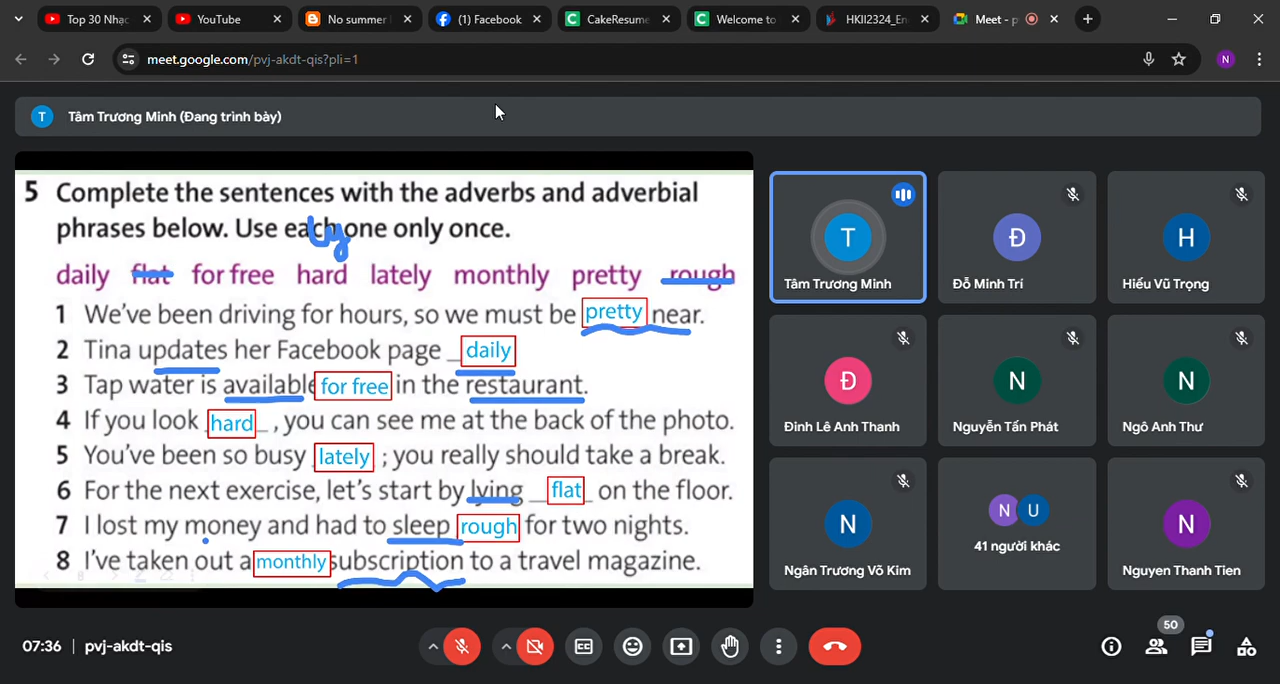 Top 30 Nhạc
YouTube
No summer
(1) Facebook
CakeResume
Welcome to
HKII2324_En
Meet - p
meet.google.com/pvj-akdt-qis?pli=1
N
T Tâm Trương Minh (Đang trình bày)
5 Complete the sentences with the adverbs and adverbial
phrases below. Use each one only once.
ly
daily flat for free hard lately monthly pretty rough
1 We've been driving for hours, so we must be pretty near.
2 Tina updates her Facebook page _ daily
3 Tap water is available for free in the restaurant.
4 If you look hard _ , you can see me at the back of the photo.
5 You've been so busy lately ; you really should take a break.
6 For the next exercise, let's start by lying _ flat _ on the floor.
7 I lost my money and had to sleep rough for two nights.
8 I've taken out a monthly subscription to a travel magazine.
T
Tâm Trương Minh
Đ
Đỗ Minh Trí
H
Hiếu Vũ Trọng
Đ
Đinh Lê Anh Thanh
N
Nguyễn Tấn Phát
N
Ngô Anh Thư
N
Ngân Trương Võ Kim
N U
41 người khác
N
Nguyen Thanh Tien
07:36 | pvj-akdt-qis
50